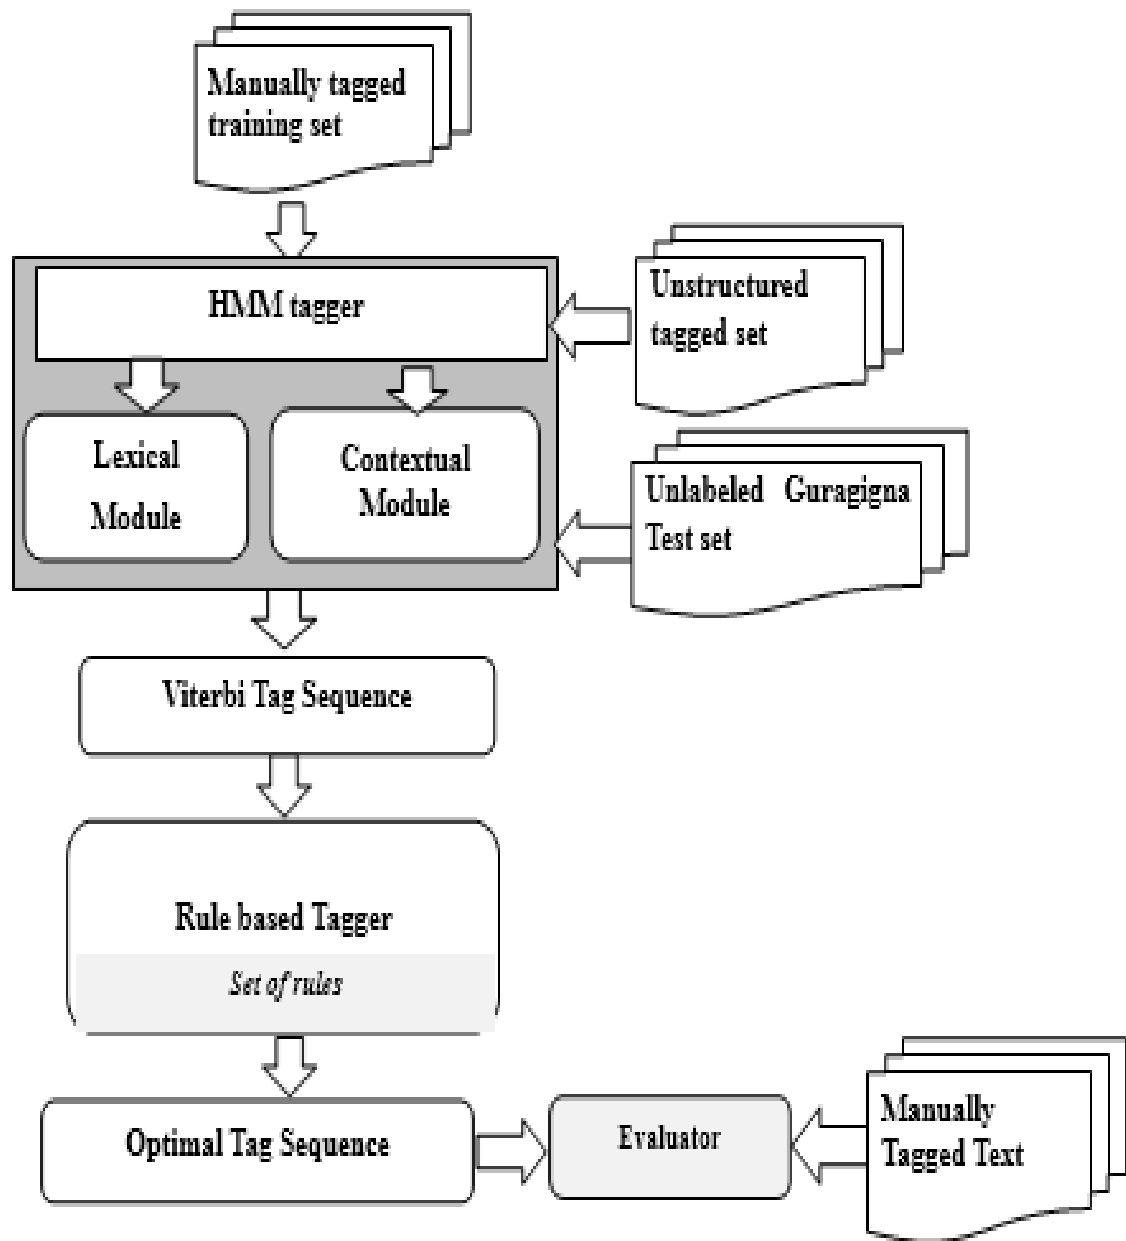 Manually tagged
training set
HMM tagger
Unstructured
tagged set
Lexical
Module
Contextual
Module
Unlabeled Guragigna
Test set
Viterbi Tag Sequence
Rule based Tagger
Set of rules
Optimal Tag Sequence
Evaluator
Manually
Tagged Text